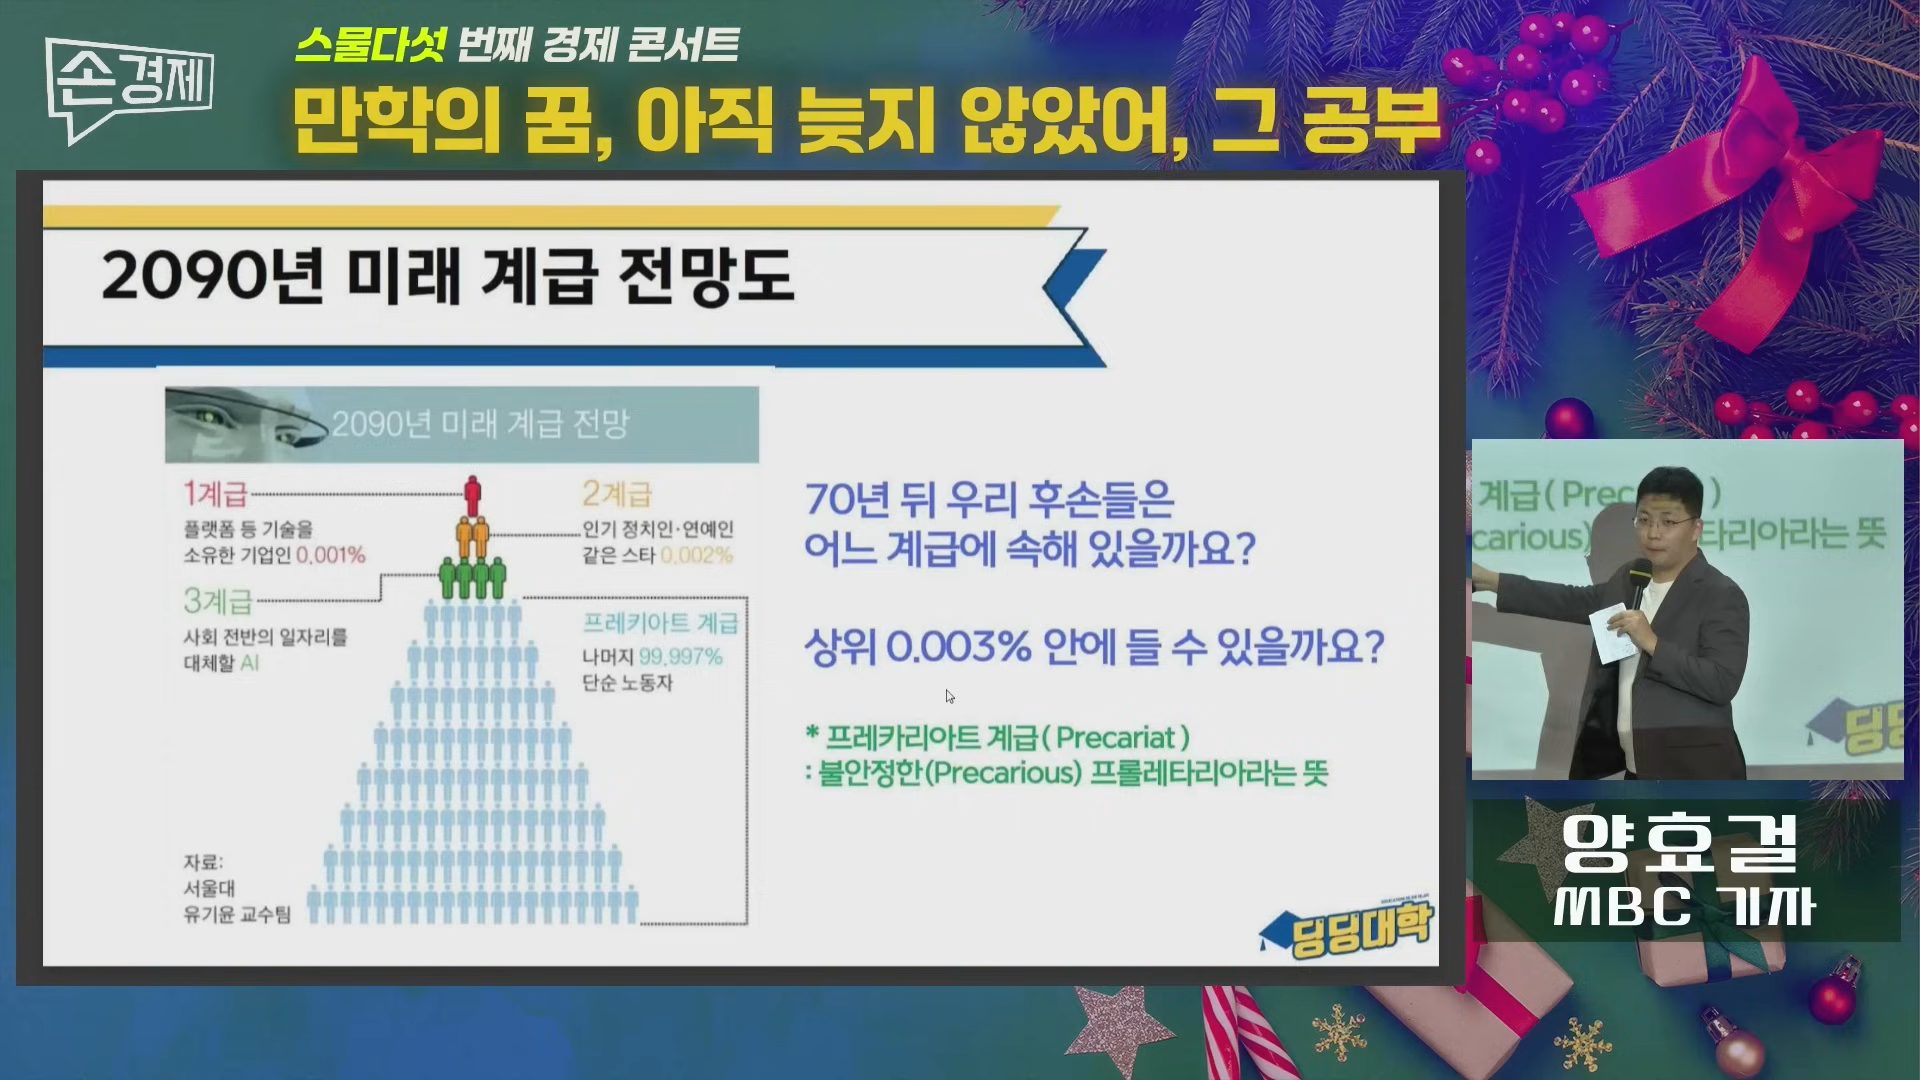 손경제
스물다섯 번째 경제 콘서트
만학의 꿈, 아직 늦지 않았어, 그 공부
2090년 미래 계급 전망도
2090년 미래 계급 전망
1계급
플랫폼 등 기술을
소유한 기업인 0.001%
2계급
인기 정치인·연예인
같은 스타 0.002%
3계급
사회 전반의 일자리를
대체할 AI
프레키아트 계급
나머지 99.997%
단순 노동자
자료:
서울대
유기윤 교수팀
70년 뒤 우리 후손들은
어느 계급에 속해 있을까요?
상위 0.003% 안에 들 수 있을까요?
* 프레카리아트 계급( Precariat )
: 불안정한(Precarious) 프롤레타리아라는 뜻
딩딩대학
계급( Prec )
carious) 타리아라는 뜻
딩딩
양효걸
MBC 기자